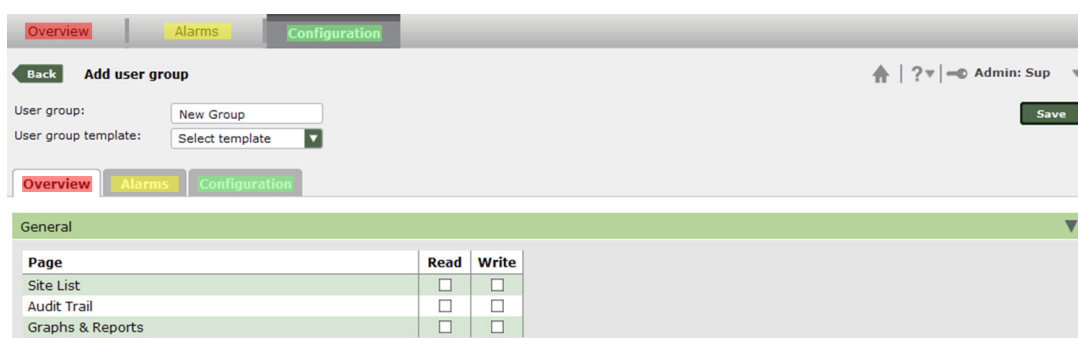 Overview Alarms Configuration
Back Add user group ? Admin: Sup
User group: New Group Save
User group template: Select template
Overview Alarms Configuration
General
Page Read Write
Site List
Audit Trail
Graphs & Reports